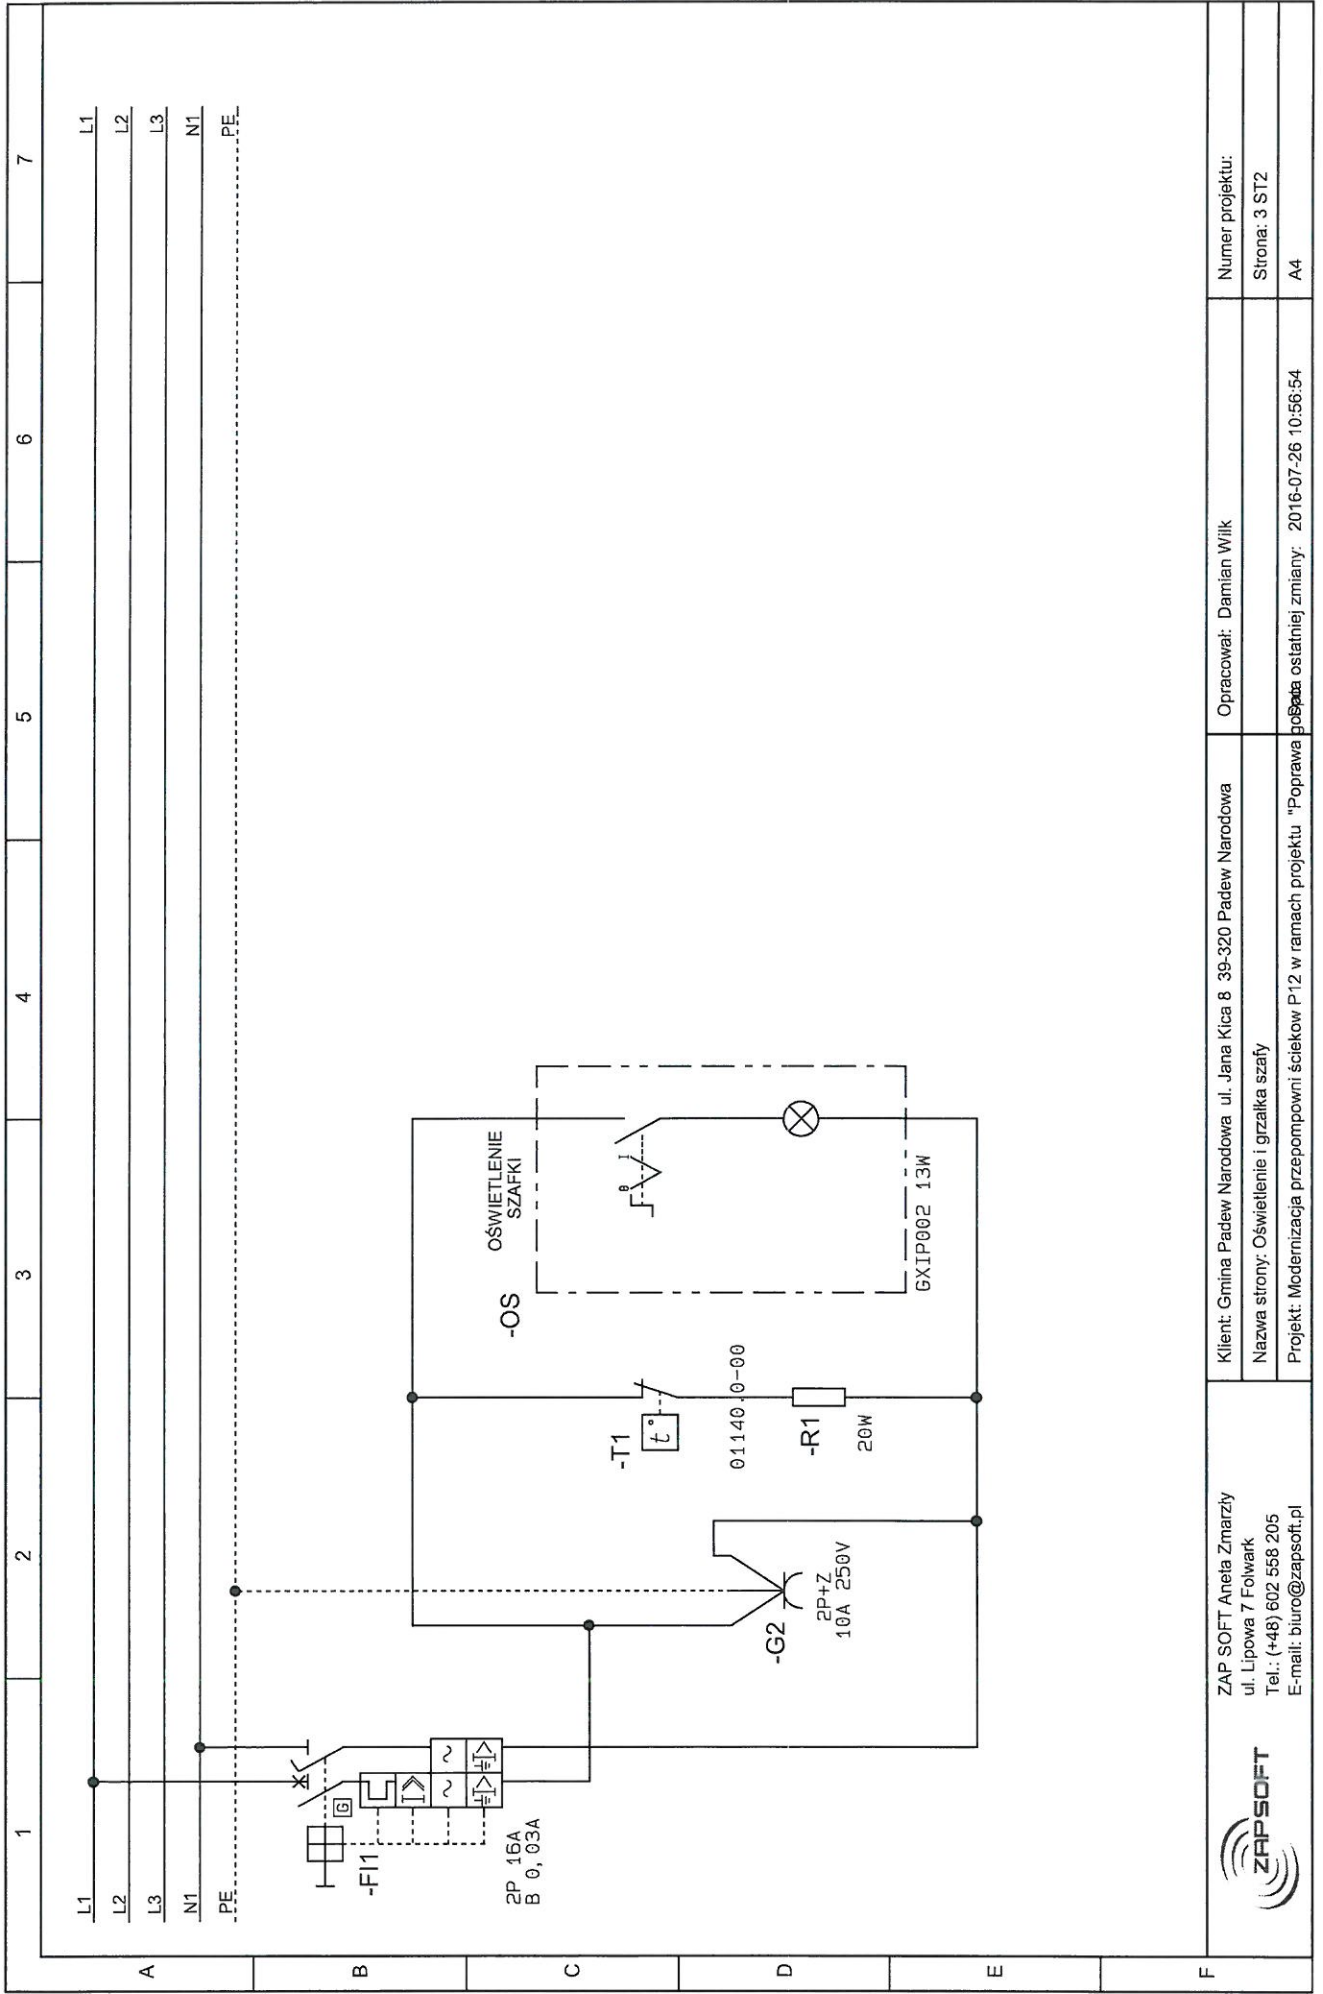 1
2
3
4
5
6
7
A
B
C
D
E
F
L1
L1
L2
L2
L3
L3
N1
N1
PE
PE
G
-FI1
2P 16A
B 0,03A
-G2
2P+Z
10A 250V
-T1
t°
01140.0-00
-R1
20W
-OS
OŚWIETLENIE
SZAFKI
0 I
GXIP002 13W
ZAPSOFT
ZAP SOFT Aneta Zmarzły
ul. Lipowa 7 Folwark
Tel.: (+48) 602 558 205
E-mail: biuro@zapsoft.pl
Klient: Gmina Padew Narodowa ul. Jana Kica 8 39-320 Padew Narodowa
Opracował: Damian Wilk
Numer projektu:
Nazwa strony: Oświetlenie i grzałka szafy
Strona: 3 ST2
Projekt: Modernizacja przepompowni ściekow P12 w ramach projektu "Poprawa
ostatniej zmiany: 2016-07-26 10:56:54
A4